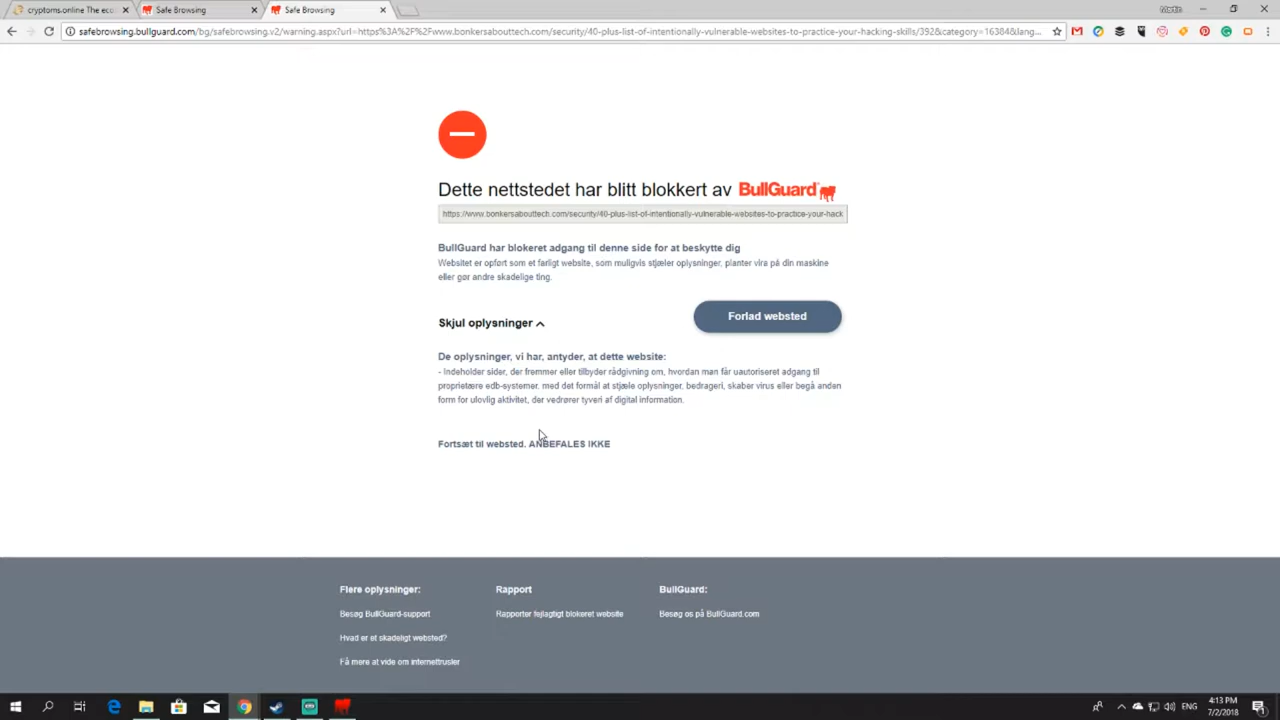 cryptorns.online The eco
Safe Browsing
Safe Browsing
safebrowsing.bullguard.com/bg/safebrowsing.v2/warning.aspx?url=https%3A%2F%2Fwww.bonkersabouttech.com/security/40-plus-list-of-intentionally-vulnerable-websites-to-practice-your-hacking-skills/392&category=16384&lang...
Dette nettstedet har blitt blokkert av BullGuard
https://www.bonkersabouttech.com/security/40-plus-list-of-intentionally-vulnerable-websites-to-practice-your-hack
BullGuard har blokeret adgang til denne side for at beskytte dig
Websitet er opført som et farligt website, som muligvis stjæler oplysninger, planter vira på din maskine
eller gør andre skadelige ting.
Forlad websted
Skjul oplysninger
De oplysninger, vi har, antyder, at dette website:
- Indeholder sider, der fremmer eller tilbyder rådgivning om, hvordan man får uautoriseret adgang til
proprietære edb-systemer, med det formål at stjæle oplysninger, bedrageri, skaber virus eller begå anden
form for ulovlig aktivitet, der vedrører tyveri af digital information.
Fortsæt til websted. ANBEFALES IKKE
Flere oplysninger:
Besøg BullGuard-support
Hvad er et skadeligt websted?
Få mere at vide om internettrusler
Rapport
Rapporter fejlagtigt blokeret website
BullGuard:
Besøg os på BullGuard.com
4:13 PM
7/2/2018